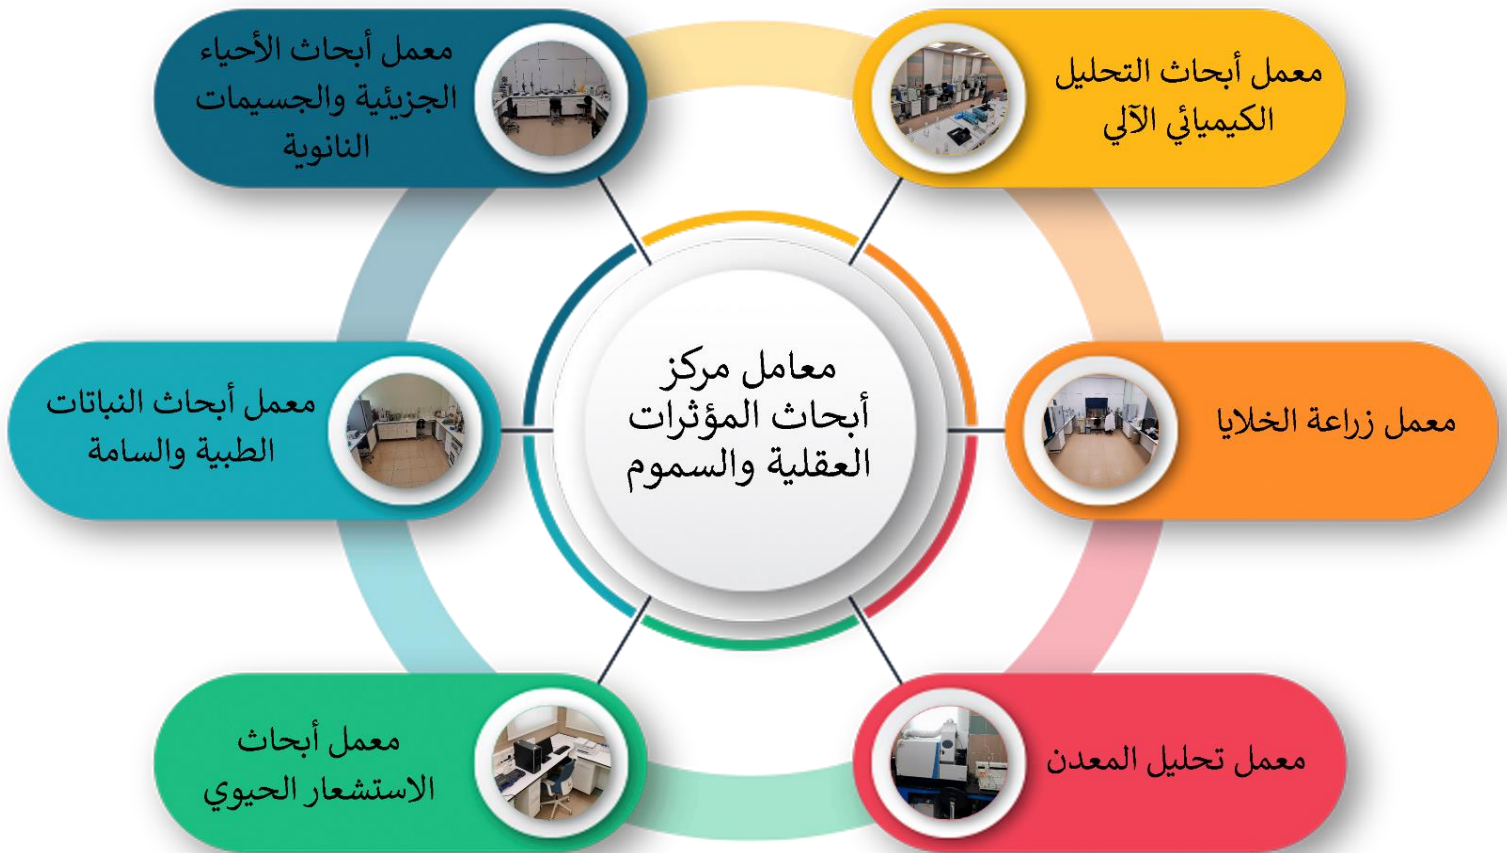 معامل مركز
أبحاث المؤثرات
العقلية والسموم
معمل أبحاث التحليل
الكيميائي الآلي
معمل زراعة الخلايا
معمل تحليل المعدن
معمل أبحاث
الاستشعار الحيوي
معمل أبحاث النباتات
الطبية والسامة
معمل أبحاث الأحياء
الجزيئية والجسيمات
النانوية